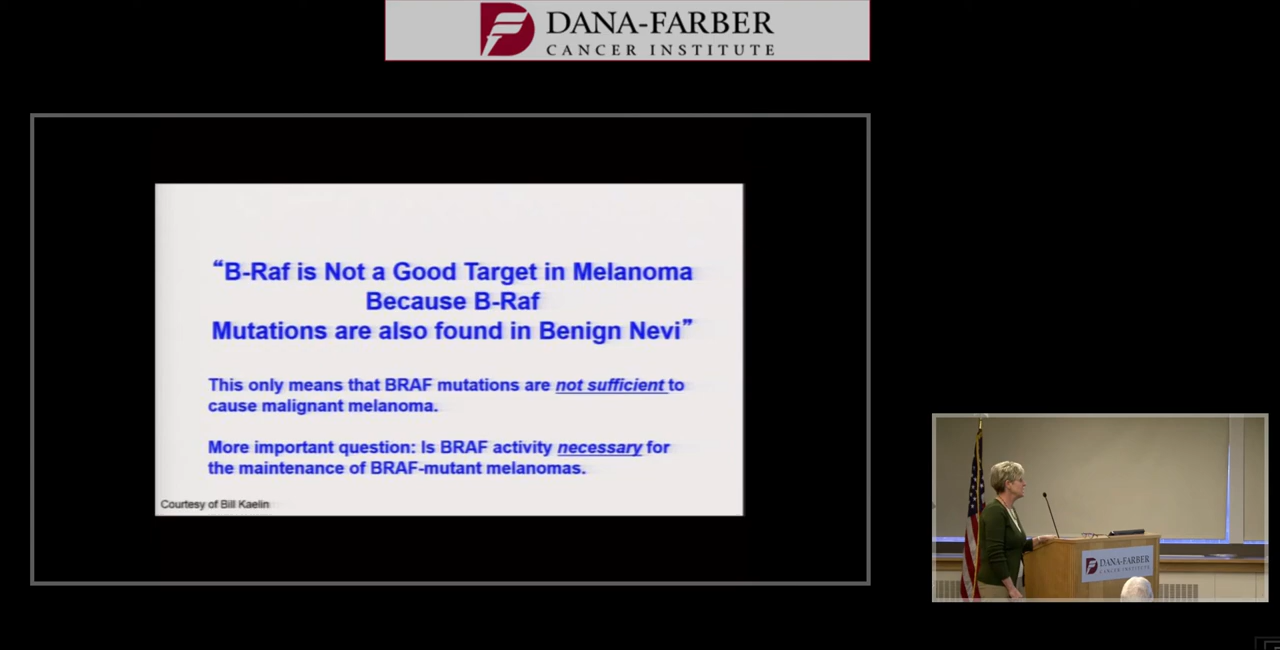 DANA-FARBER
CANCER INSTITUTE
“B-Raf is Not a Good Target in Melanoma
Because B-Raf
Mutations are also found in Benign Nevi”
This only means that BRAF mutations are not sufficient to
cause malignant melanoma.
More important question: Is BRAF activity necessary for
the maintenance of BRAF-mutant melanomas.
Courtesy of Bill Kaelin
DANA-FARBER
CANCER INSTITUTE